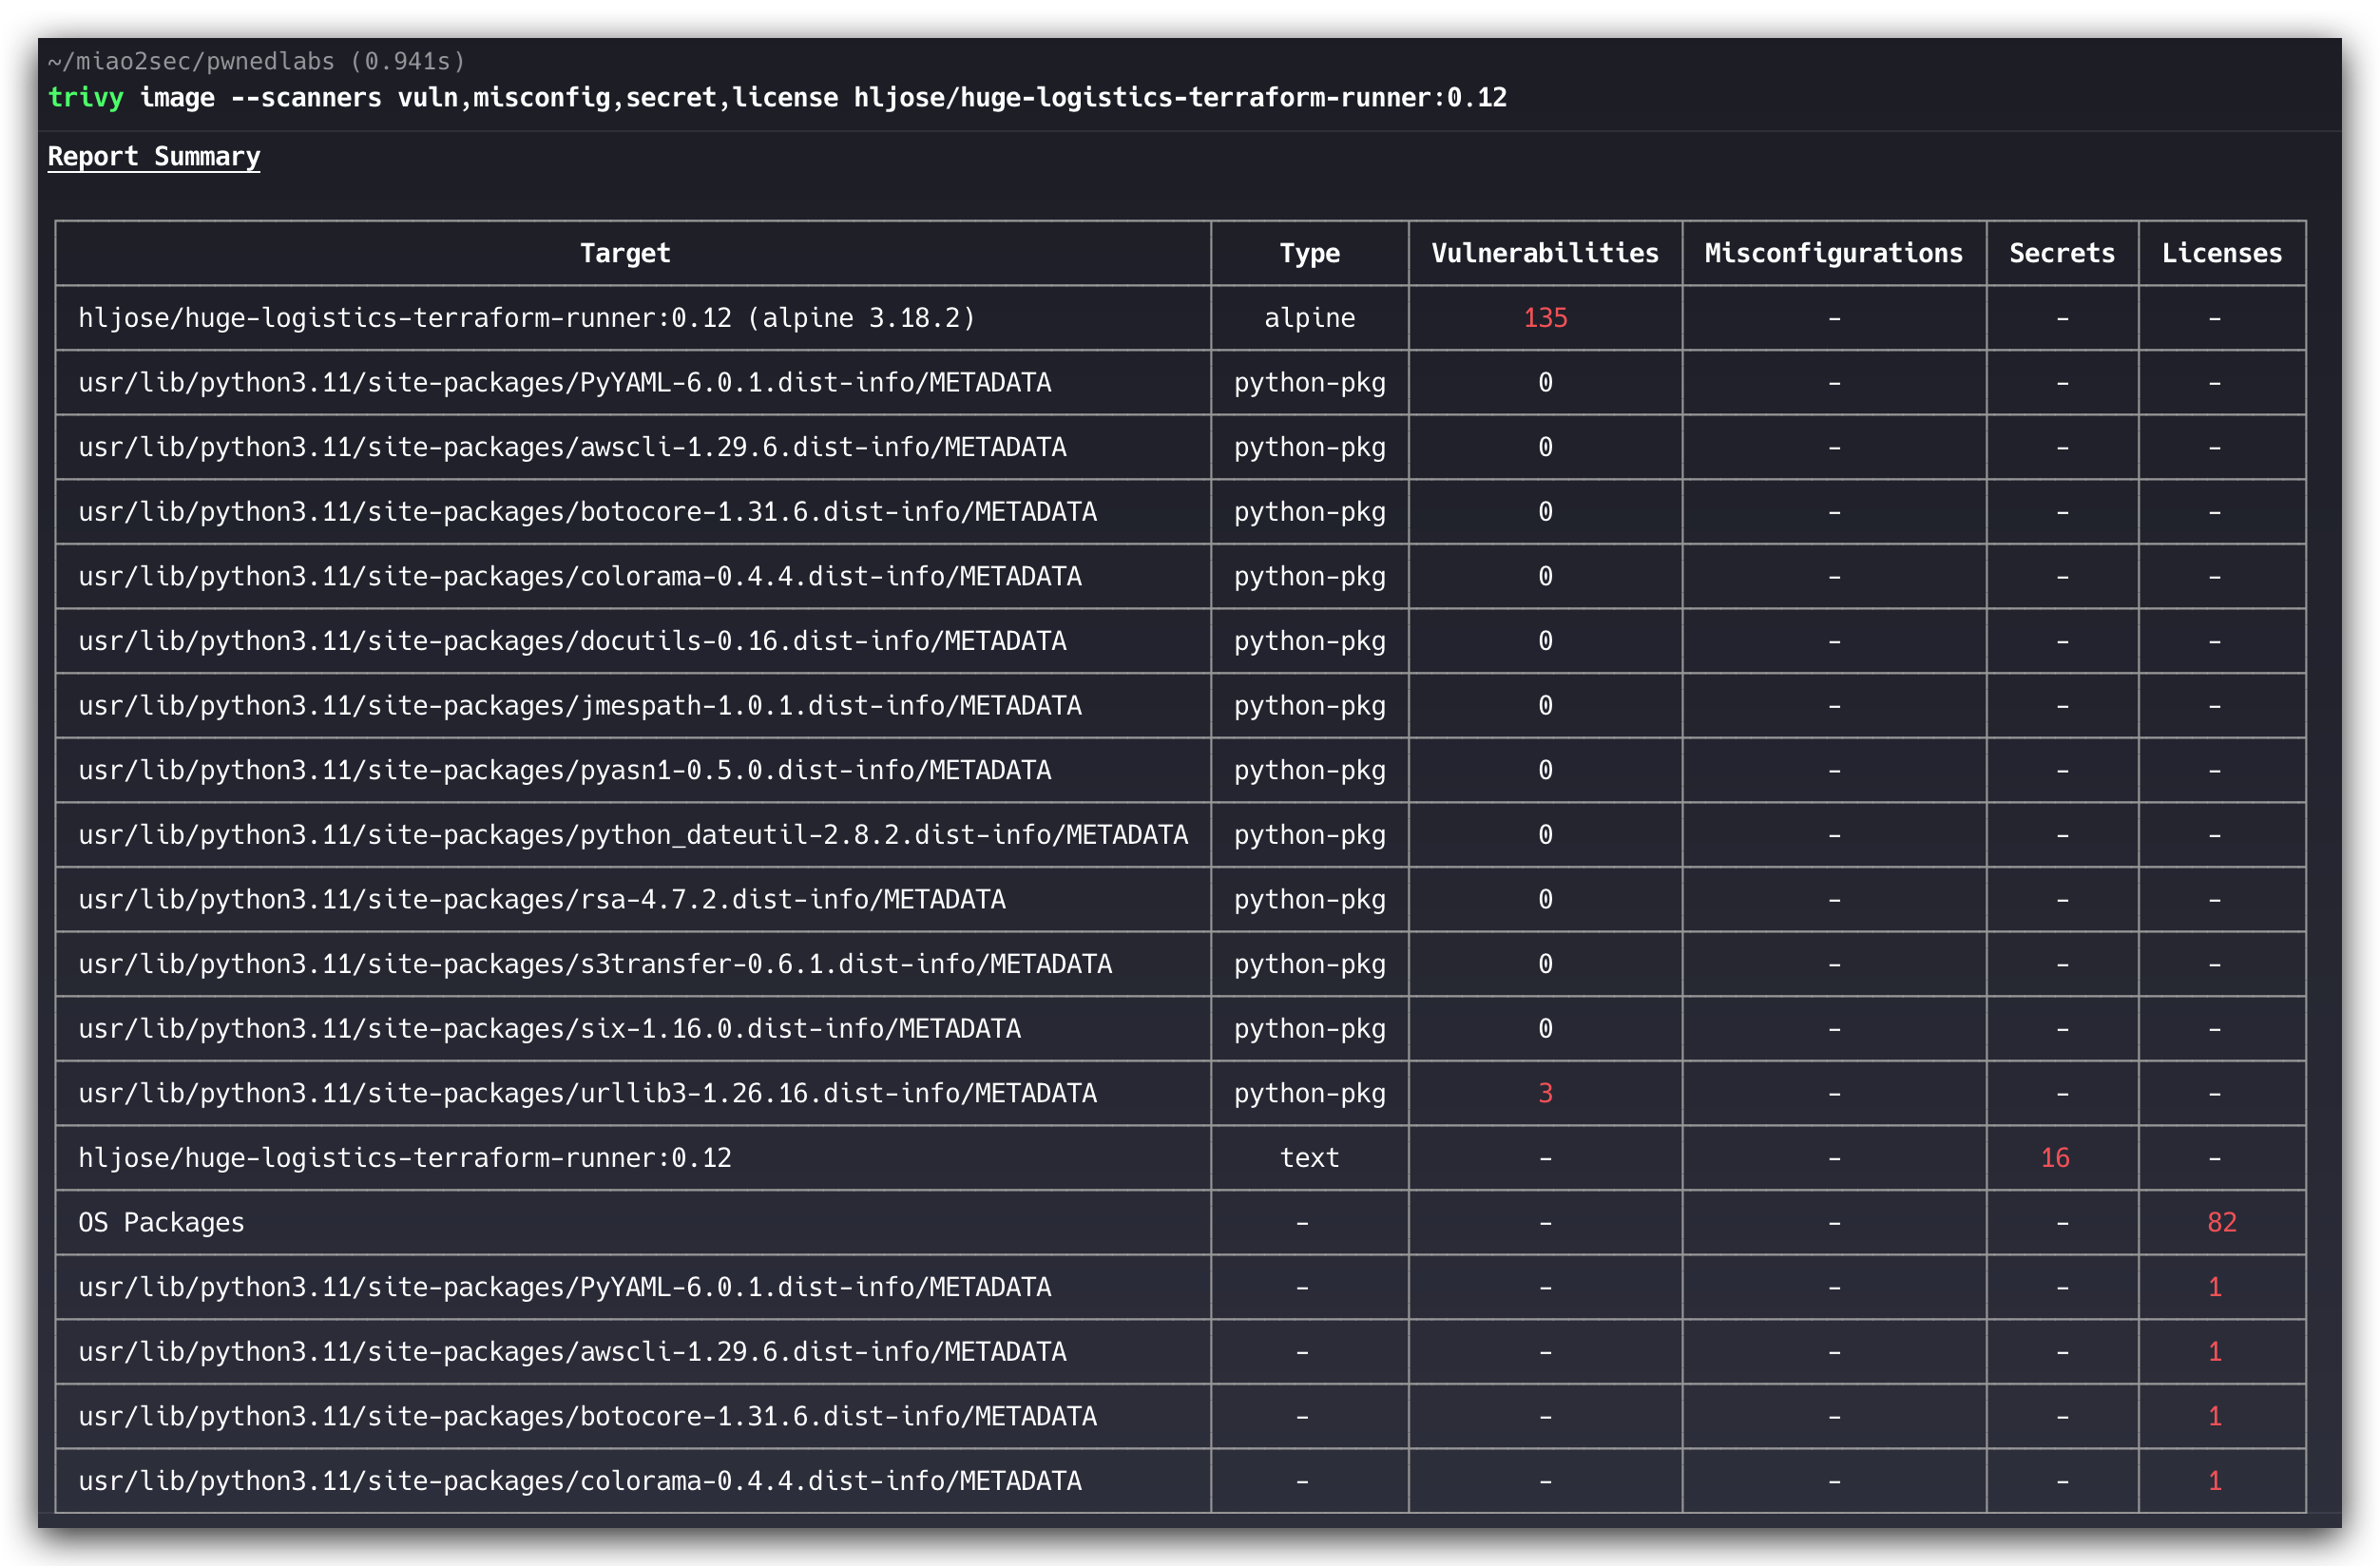 ~/miao2sec/pwnedlabs (0.941s)
trivy image --scanners vuln,misconfig,secret,license hljose/huge-logistics-terraform-runner:0.12
Report Summary
Target Type Vulnerabilities Misconfigurations Secrets Licenses
hljose/huge-logistics-terraform-runner:0.12 (alpine 3.18.2) alpine 135 - - -
usr/lib/python3.11/site-packages/PyYAML-6.0.1.dist-info/METADATA python-pkg 0 - - -
usr/lib/python3.11/site-packages/awscli-1.29.6.dist-info/METADATA python-pkg 0 - - -
usr/lib/python3.11/site-packages/botocore-1.31.6.dist-info/METADATA python-pkg 0 - - -
usr/lib/python3.11/site-packages/colorama-0.4.4.dist-info/METADATA python-pkg 0 - - -
usr/lib/python3.11/site-packages/docutils-0.16.dist-info/METADATA python-pkg 0 - - -
usr/lib/python3.11/site-packages/jmespath-1.0.1.dist-info/METADATA python-pkg 0 - - -
usr/lib/python3.11/site-packages/pyasn1-0.5.0.dist-info/METADATA python-pkg 0 - - -
usr/lib/python3.11/site-packages/python_dateutil-2.8.2.dist-info/METADATA python-pkg 0 - - -
usr/lib/python3.11/site-packages/rsa-4.7.2.dist-info/METADATA python-pkg 0 - - -
usr/lib/python3.11/site-packages/s3transfer-0.6.1.dist-info/METADATA python-pkg 0 - - -
usr/lib/python3.11/site-packages/six-1.16.0.dist-info/METADATA python-pkg 0 - - -
usr/lib/python3.11/site-packages/urllib3-1.26.16.dist-info/METADATA python-pkg 3 - - -
hljose/huge-logistics-terraform-runner:0.12 text - - 16 -
OS Packages - - - - 82
usr/lib/python3.11/site-packages/PyYAML-6.0.1.dist-info/METADATA - - - - 1
usr/lib/python3.11/site-packages/awscli-1.29.6.dist-info/METADATA - - - - 1
usr/lib/python3.11/site-packages/botocore-1.31.6.dist-info/METADATA - - - - 1
usr/lib/python3.11/site-packages/colorama-0.4.4.dist-info/METADATA - - - - 1